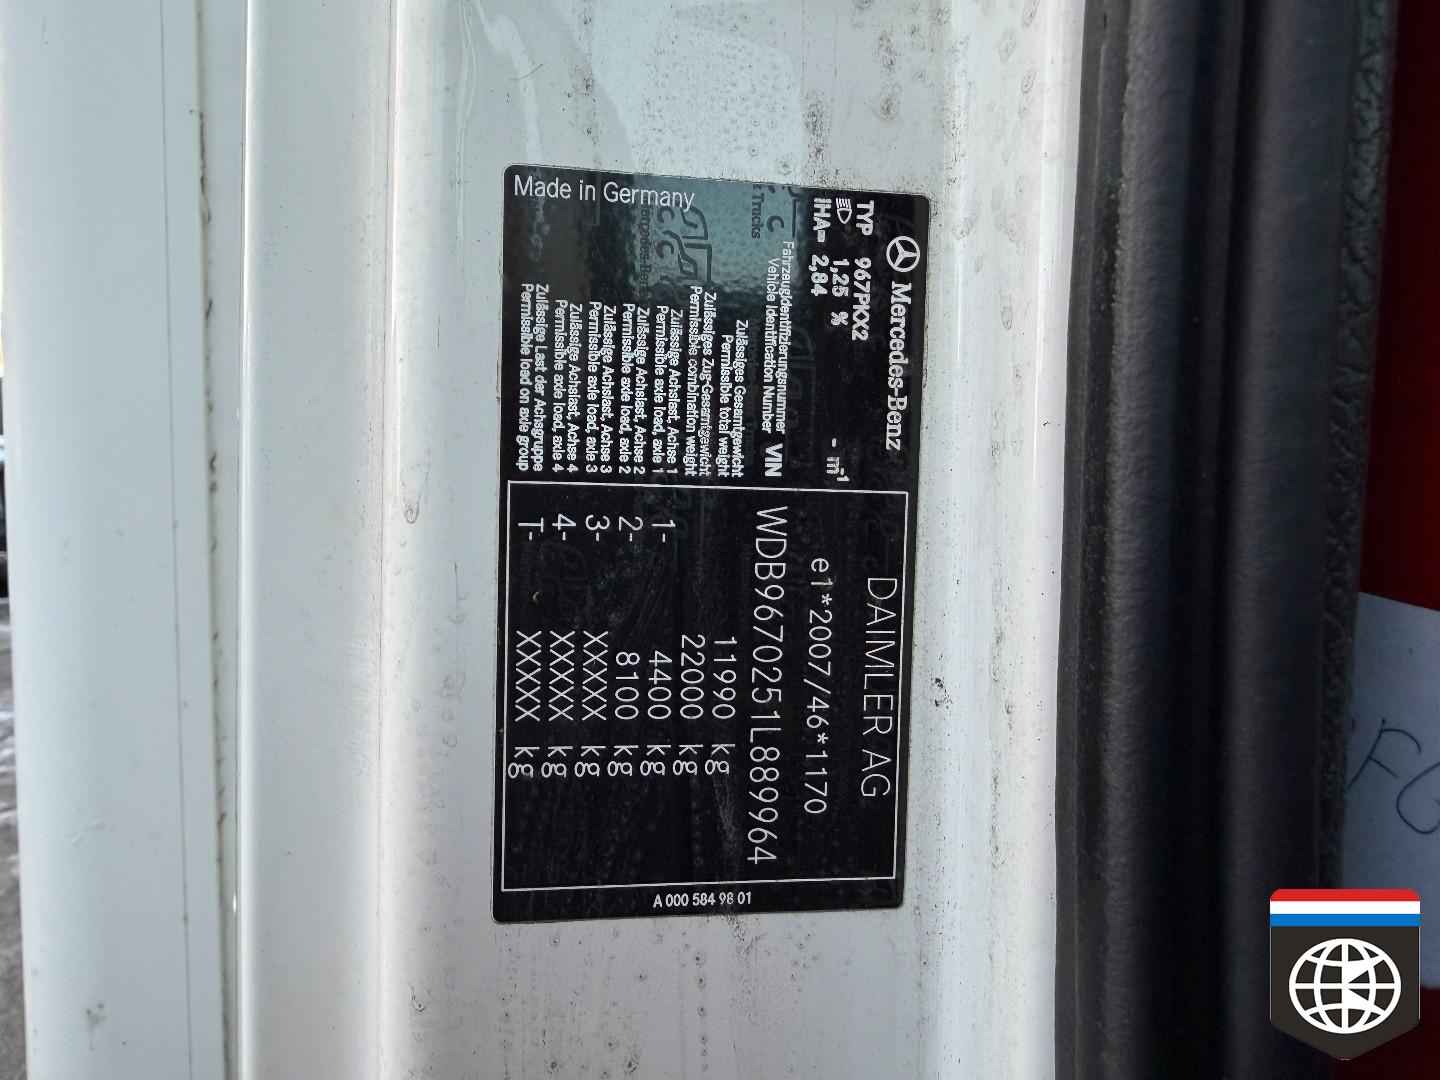 Mercedes-Benz
TYP 967PKX2
1,25 % - m¹
IHA= 2,84
DAIMLER AG
e1*2007/46*1170
Fahrzeugidentifizierungsnummer
Vehicle Identification Number VIN WDB9670251L889964
Zulässiges Gesamtgewicht
Permissible total weight 11990 kg
Zulässiges Zug-Gesamtgewicht
Permissible combination weight 22000 kg
Zulässige Achslast, Achse 1
Permissible axle load, axle 1 1- 4400 kg
Zulässige Achslast, Achse 2
Permissible axle load, axle 2 2- 8100 kg
Zulässige Achslast, Achse 3
Permissible axle load, axle 3 3- XXXXX kg
Zulässige Achslast, Achse 4
Permissible axle load, axle 4 4- XXXXX kg
Zulässige Last der Achsgruppe
Permissible load on axle group T- XXXXX kg
Made in Germany
A 000 584 98 01